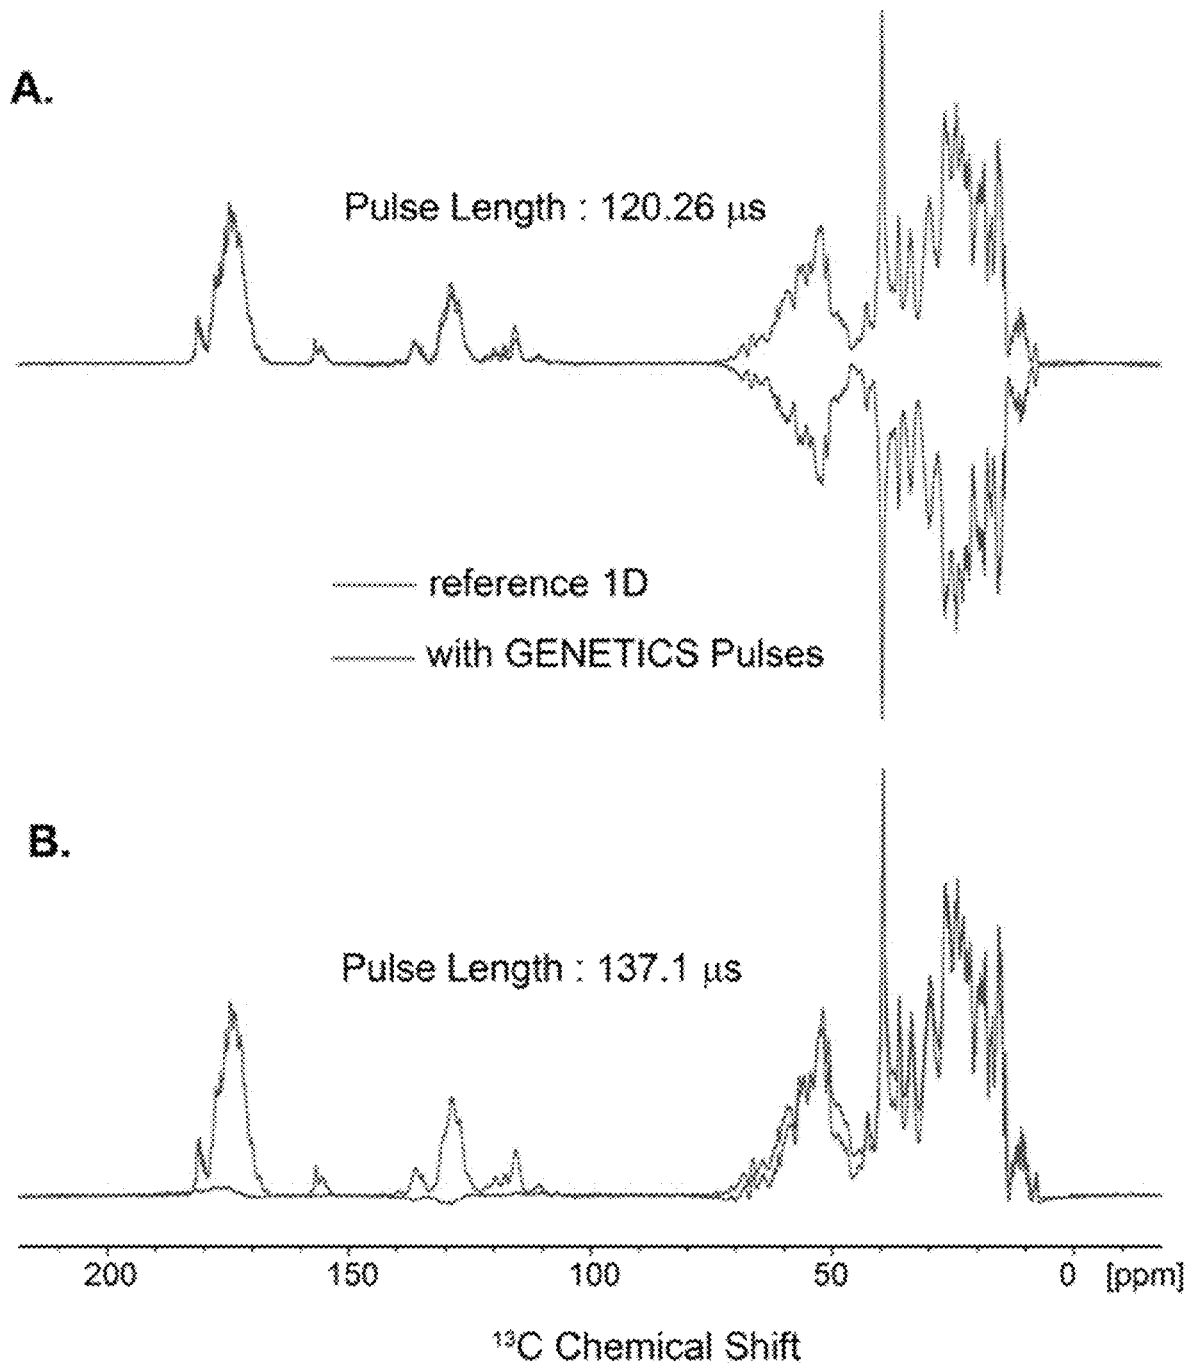 A.
Pulse Length : 120.26 μs
reference 1D
with GENETICS Pulses
B.
Pulse Length : 137.1 μs
200 150 100 50 0 [ppm]
¹³C Chemical Shift